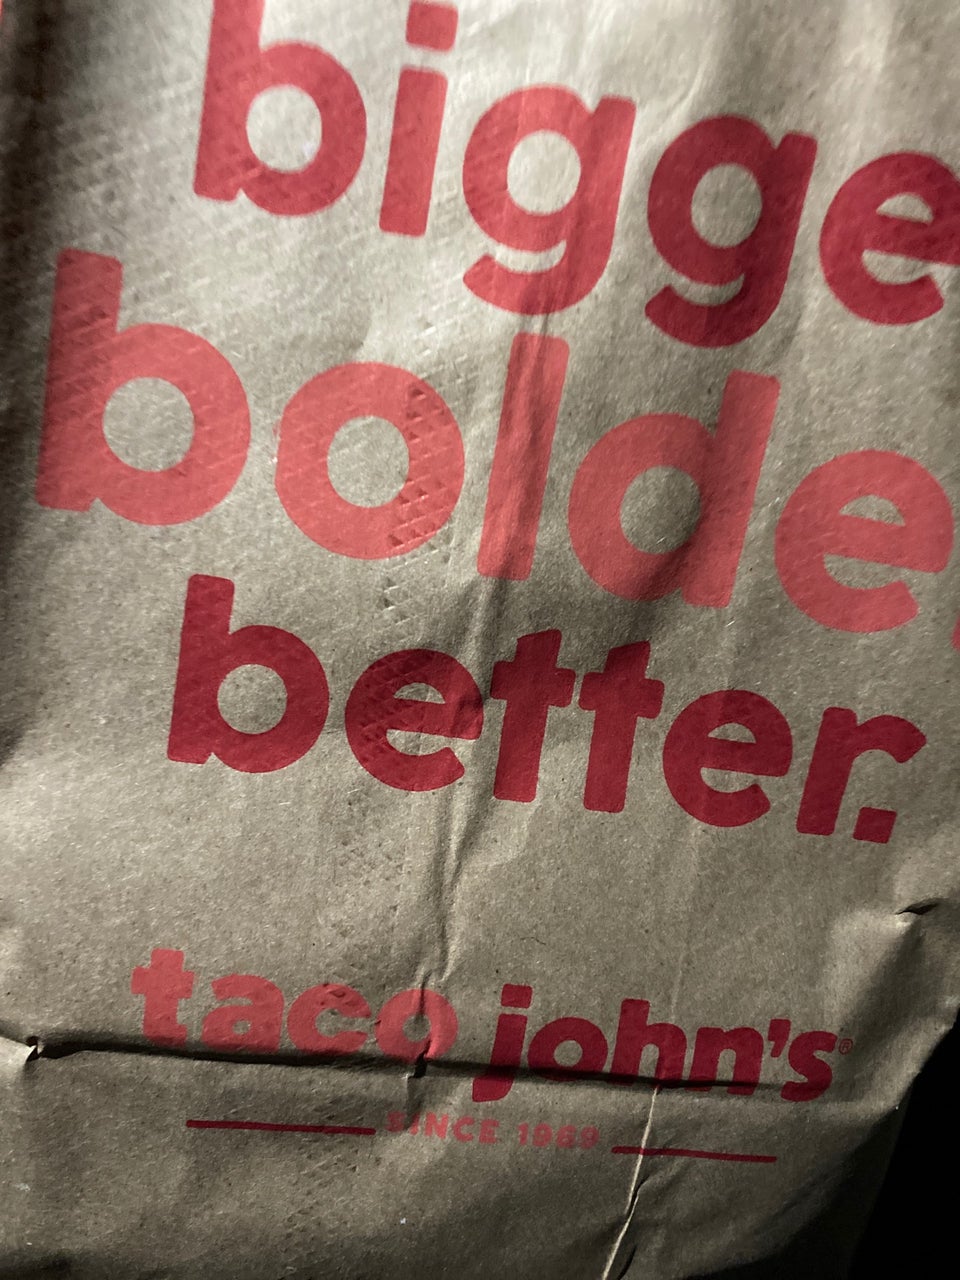 bigge
bolde
better.
taco john's®
SINCE 1969